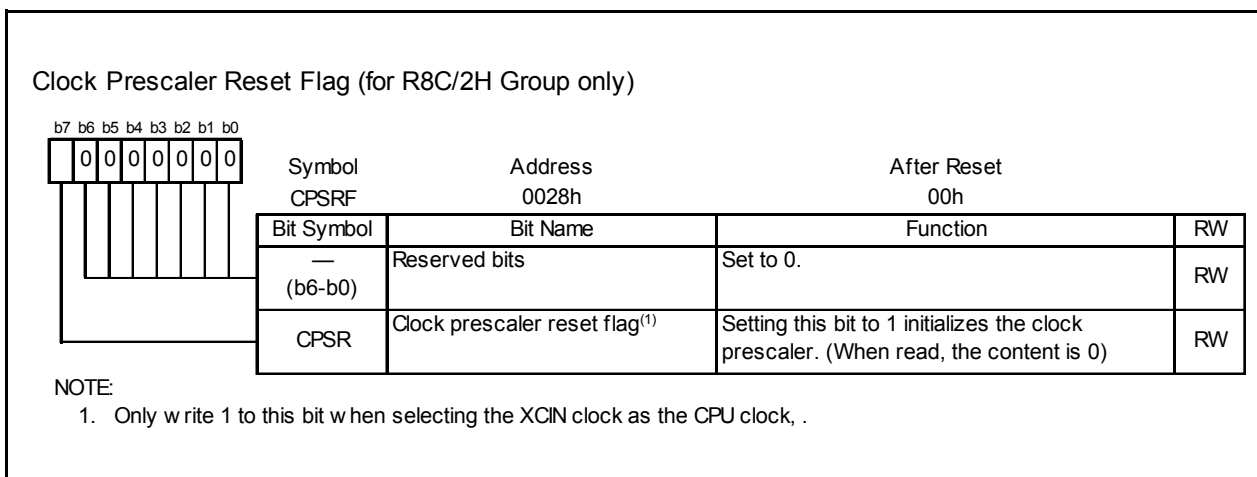 Clock Prescaler Reset Flag (for R8C/2H Group only)
b7 b6 b5 b4 b3 b2 b1 b0
0 0 0 0 0 0 0
Symbol Address After Reset
CPSRF 0028h 00h
Bit Symbol Bit Name Function RW
— (b6-b0) Reserved bits Set to 0. RW
CPSR Clock prescaler reset flag(1) Setting this bit to 1 initializes the clock
prescaler. (When read, the content is 0) RW
NOTE:
1. Only w rite 1 to this bit w hen selecting the XCIN clock as the CPU clock, .